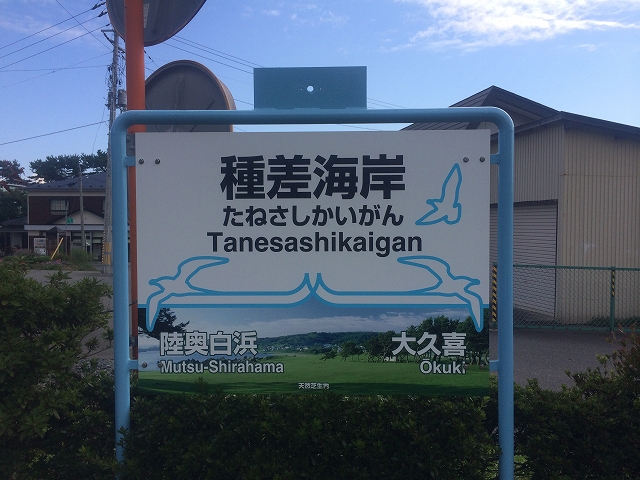 種差海岸
たねさしかいがん
Tanesashikaigan
陸奥白浜 大久喜
Mutsu-Shirahama Okuki
天然芝生町